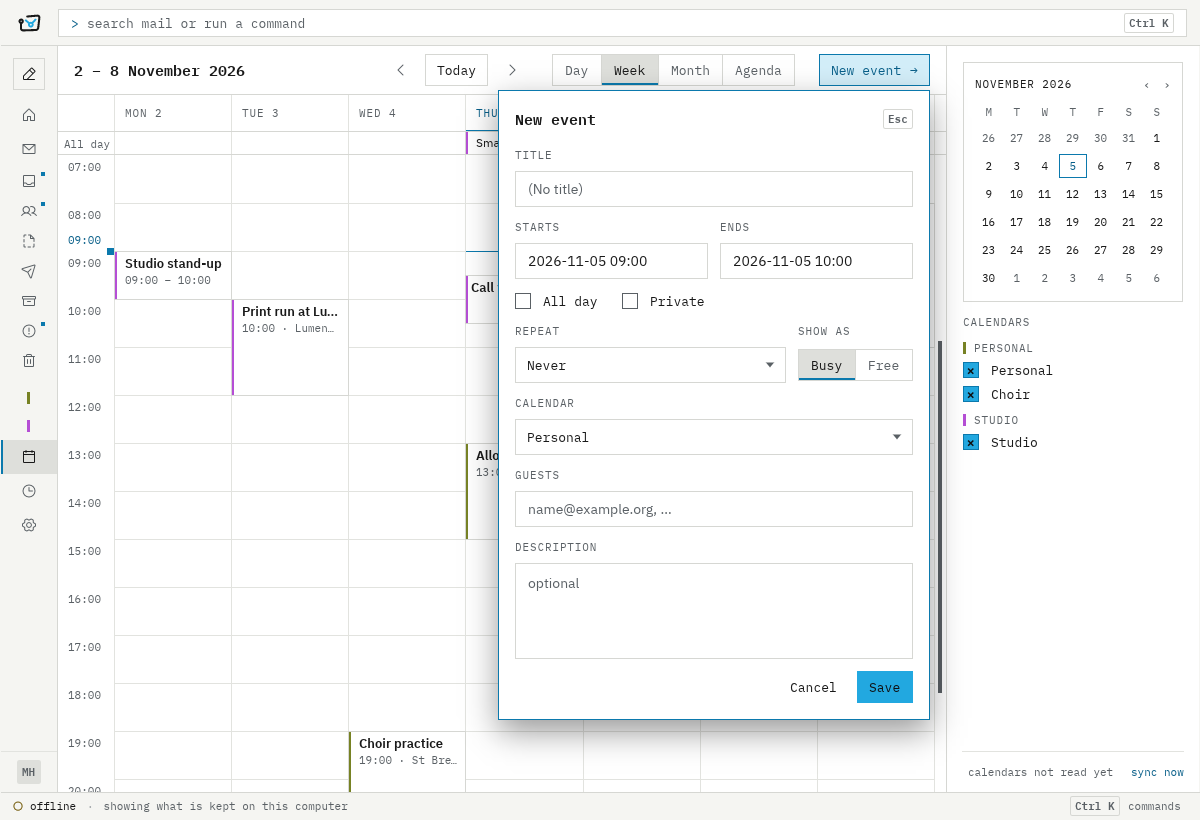 > search mail or run a command Ctrl K
2 – 8 November 2026 Today Day Week Month Agenda New event →
MON 2 TUE 3 WED 4 THU
All day Sma
07:00
08:00
09:00
09:00
10:00
11:00
12:00
13:00
14:00
15:00
16:00
17:00
18:00
19:00
20:00
Studio stand-up
09:00 – 10:00
Print run at Lu…
10:00 · Lumen…
Choir practice
19:00 · St Bre…
Call
Allo
13:0
New event Esc
TITLE
(No title)
STARTS ENDS
2026-11-05 09:00 2026-11-05 10:00
All day Private
REPEAT SHOW AS
Never Busy Free
CALENDAR
Personal
GUESTS
name@example.org, …
DESCRIPTION
optional
Cancel Save
NOVEMBER 2026 ‹ ›
M T W T F S S
26 27 28 29 30 31 1
2 3 4 5 6 7 8
9 10 11 12 13 14 15
16 17 18 19 20 21 22
23 24 25 26 27 28 29
30 1 2 3 4 5 6
CALENDARS
PERSONAL
Personal
Choir
STUDIO
Studio
calendars not read yet sync now
MH
offline · showing what is kept on this computer Ctrl K commands